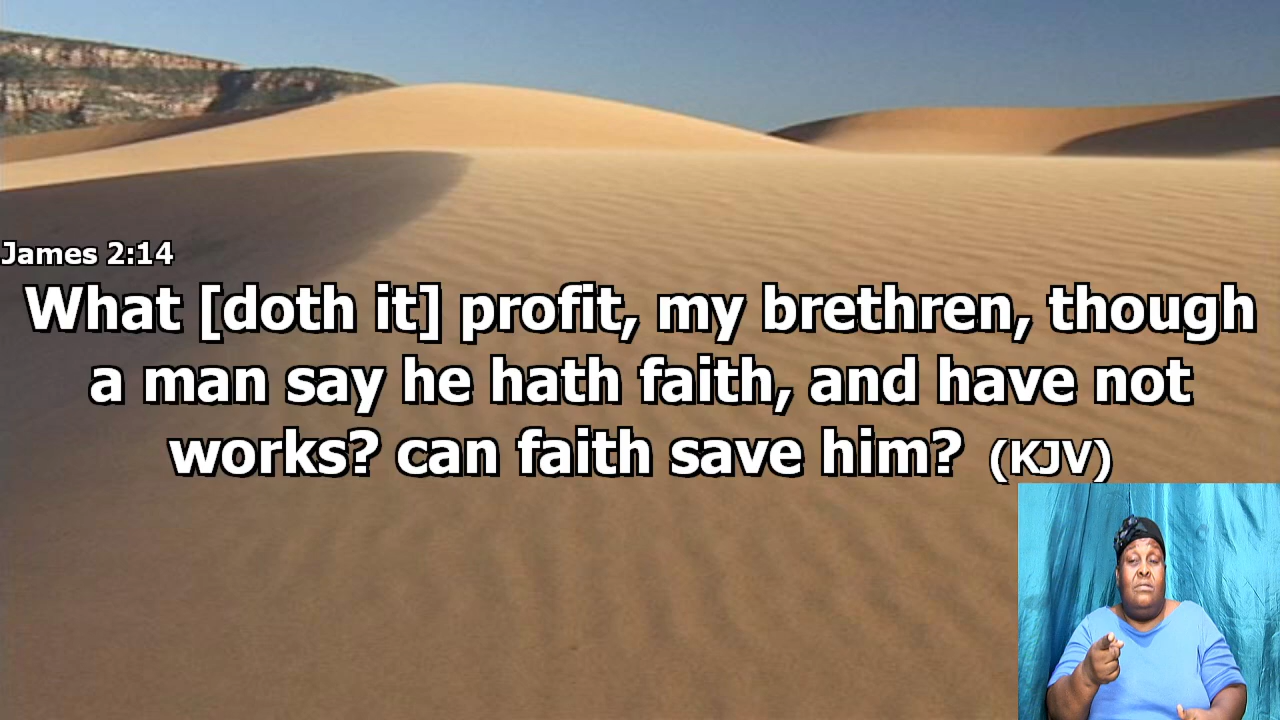 James 2:14
What [doth it] profit, my brethren, though
a man say he hath faith, and have not
works? can faith save him? (KJV)